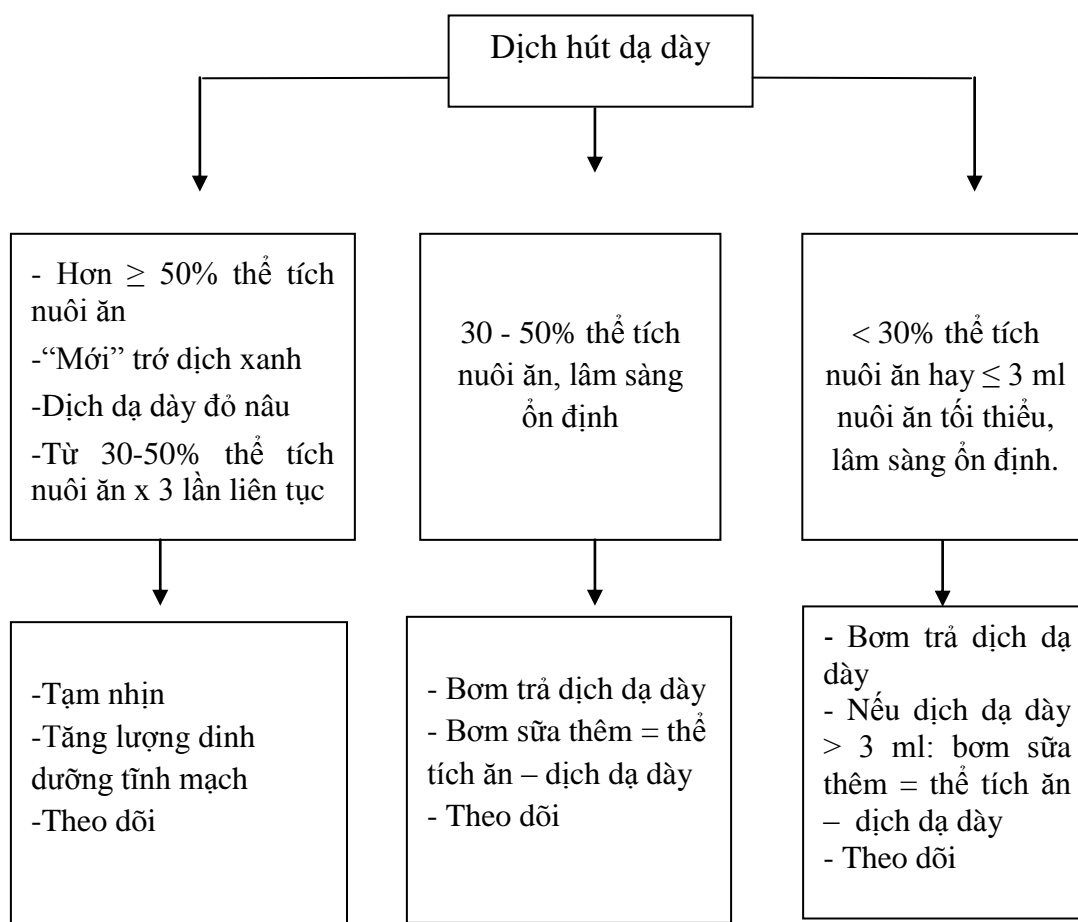 Dịch hút dạ dày
- Hơn ≥ 50% thể tích
nuôi ăn
-“Mới” trớ dịch xanh
-Dịch dạ dày đỏ nâu
-Từ 30-50% thể tích
nuôi ăn x 3 lần liên tục
30 - 50% thể tích
nuôi ăn, lâm sàng
ổn định
< 30% thể tích
nuôi ăn hay ≤ 3 ml
nuôi ăn tối thiểu,
lâm sàng ổn định.
-Tạm nhịn
-Tăng lượng dinh
dưỡng tĩnh mạch
-Theo dõi
- Bơm trả dịch dạ dày
- Bơm sữa thêm = thể
tích ăn – dịch dạ dày
- Theo dõi
- Bơm trả dịch dạ
dày
- Nếu dịch dạ dày
> 3 ml: bơm sữa
thêm = thể tích ăn
– dịch dạ dày
- Theo dõi